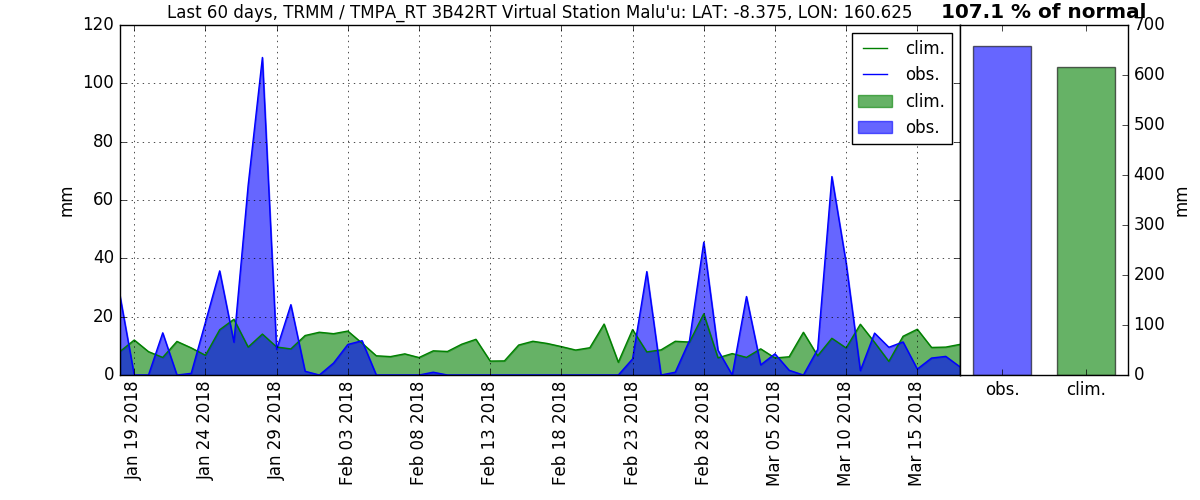 Last 60 days, TRMM / TMPA_RT 3B42RT Virtual Station Malu'u: LAT: -8.375, LON: 160.625
107.1 % of normal
120
100
80
60
40
20
0
mm
clim.
obs.
clim.
obs.
700
600
500
400
300
200
100
0
mm
Jan 19 2018
Jan 24 2018
Jan 29 2018
Feb 03 2018
Feb 08 2018
Feb 13 2018
Feb 18 2018
Feb 23 2018
Feb 28 2018
Mar 05 2018
Mar 10 2018
Mar 15 2018
obs.
clim.